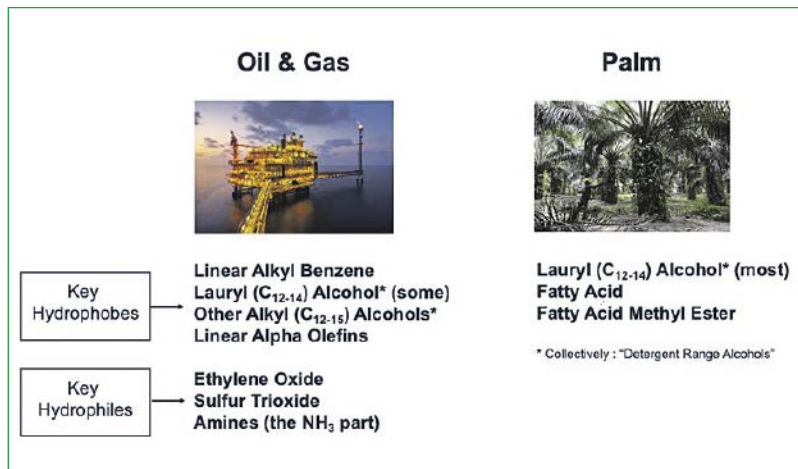 Oil & Gas
Palm
Key
Hydrophobes
Linear Alkyl Benzene
Lauryl (C₁₂₋₁₄) Alcohol* (some)
Other Alkyl (C₁₂₋₁₅) Alcohols*
Linear Alpha Olefins
Lauryl (C₁₂₋₁₄) Alcohol* (most)
Fatty Acid
Fatty Acid Methyl Ester
* Collectively : "Detergent Range Alcohols"
Key
Hydrophiles
Ethylene Oxide
Sulfur Trioxide
Amines (the NH₃ part)